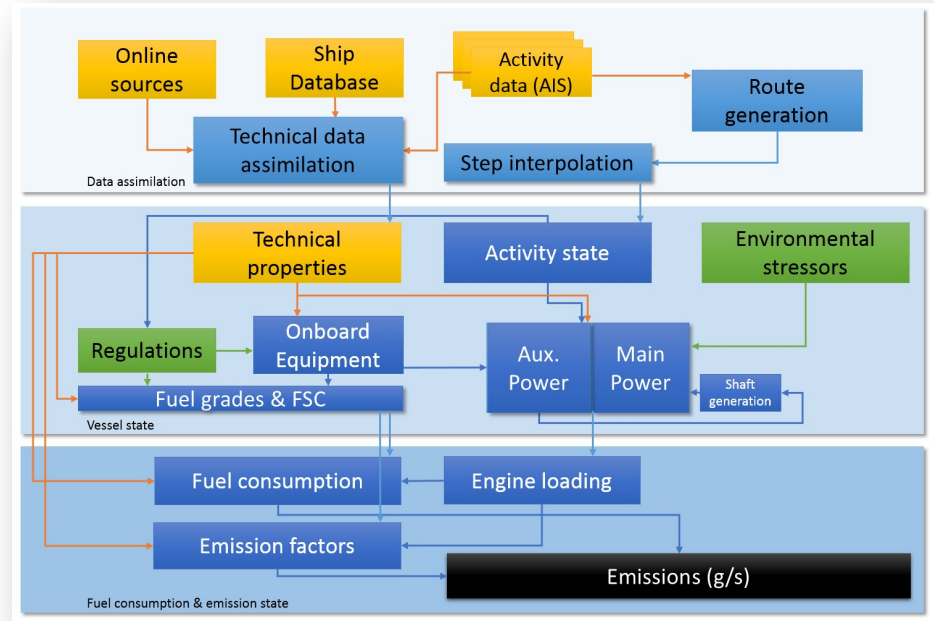 Online
sources
Ship
Database
Activity
data (AIS)
Route
generation
Technical data
assimilation
Step interpolation
Data assimilation
Technical
properties
Activity state
Environmental
stressors
Regulations
Onboard
Equipment
Aux.
Power
Main
Power
Shaft
generation
Fuel grades & FSC
Vessel state
Fuel consumption
Engine loading
Emission factors
Emissions (g/s)
Fuel consumption & emission state